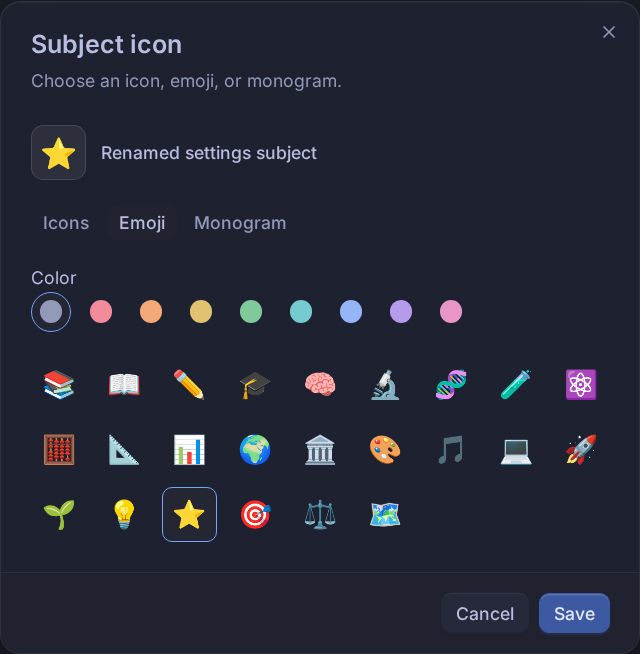 Subject icon
Choose an icon, emoji, or monogram.
Renamed settings subject
Icons Emoji Monogram
Color
Cancel Save